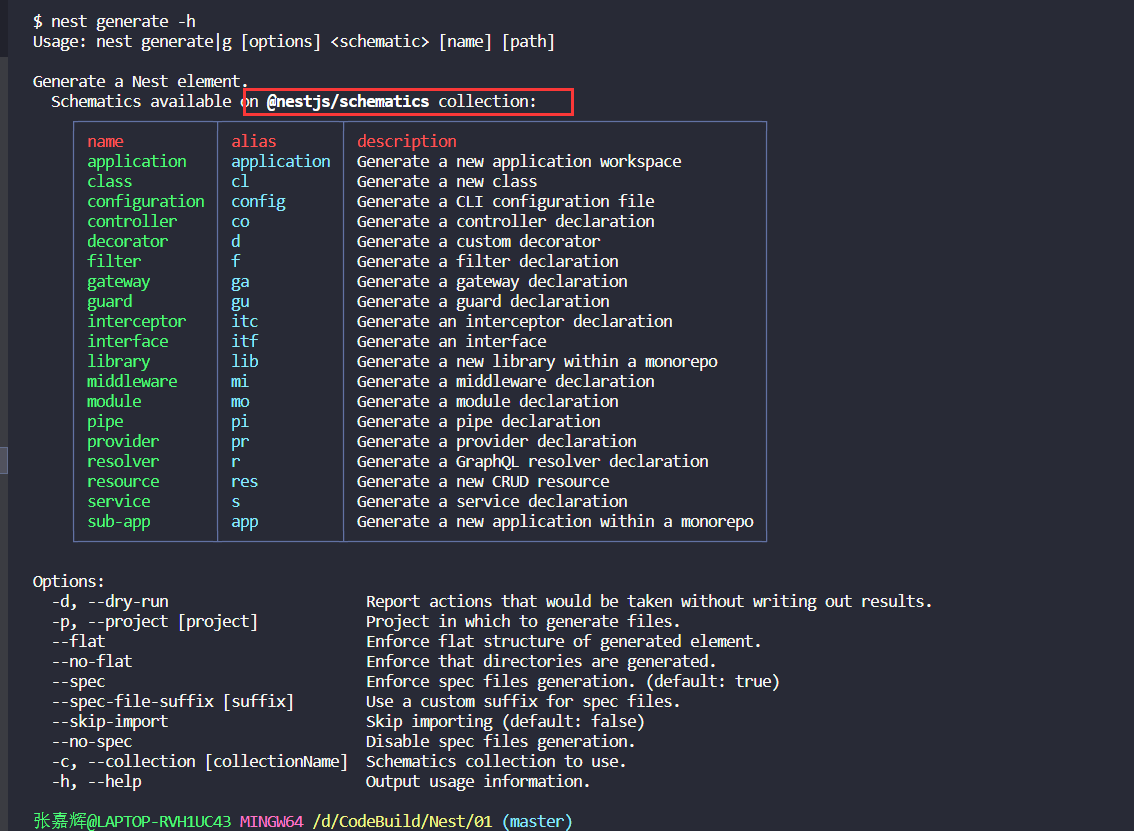 $ nest generate -h
Usage: nest generate|g [options] <schematic> [name] [path]
Generate a Nest element.
Schematics available on @nestjs/schematics collection:
name alias description
application application Generate a new application workspace
class cl Generate a new class
configuration config Generate a CLI configuration file
controller co Generate a controller declaration
decorator d Generate a custom decorator
filter f Generate a filter declaration
gateway ga Generate a gateway declaration
guard gu Generate a guard declaration
interceptor itc Generate an interceptor declaration
interface itf Generate an interface
library lib Generate a new library within a monorepo
middleware mi Generate a middleware declaration
module mo Generate a module declaration
pipe pi Generate a pipe declaration
provider pr Generate a provider declaration
resolver r Generate a GraphQL resolver declaration
resource res Generate a new CRUD resource
service s Generate a service declaration
sub-app app Generate a new application within a monorepo
Options:
-d, --dry-run Report actions that would be taken without writing out results.
-p, --project [project] Project in which to generate files.
--flat Enforce flat structure of generated element.
--no-flat Enforce that directories are generated.
--spec Enforce spec files generation. (default: true)
--spec-file-suffix [suffix] Use a custom suffix for spec files.
--skip-import Skip importing (default: false)
--no-spec Disable spec files generation.
-c, --collection [collectionName] Schematics collection to use.
-h, --help Output usage information.
张嘉辉@LAPTOP-RVH1UC43 MINGW64 /d/CodeBuild/Nest/01 (master)